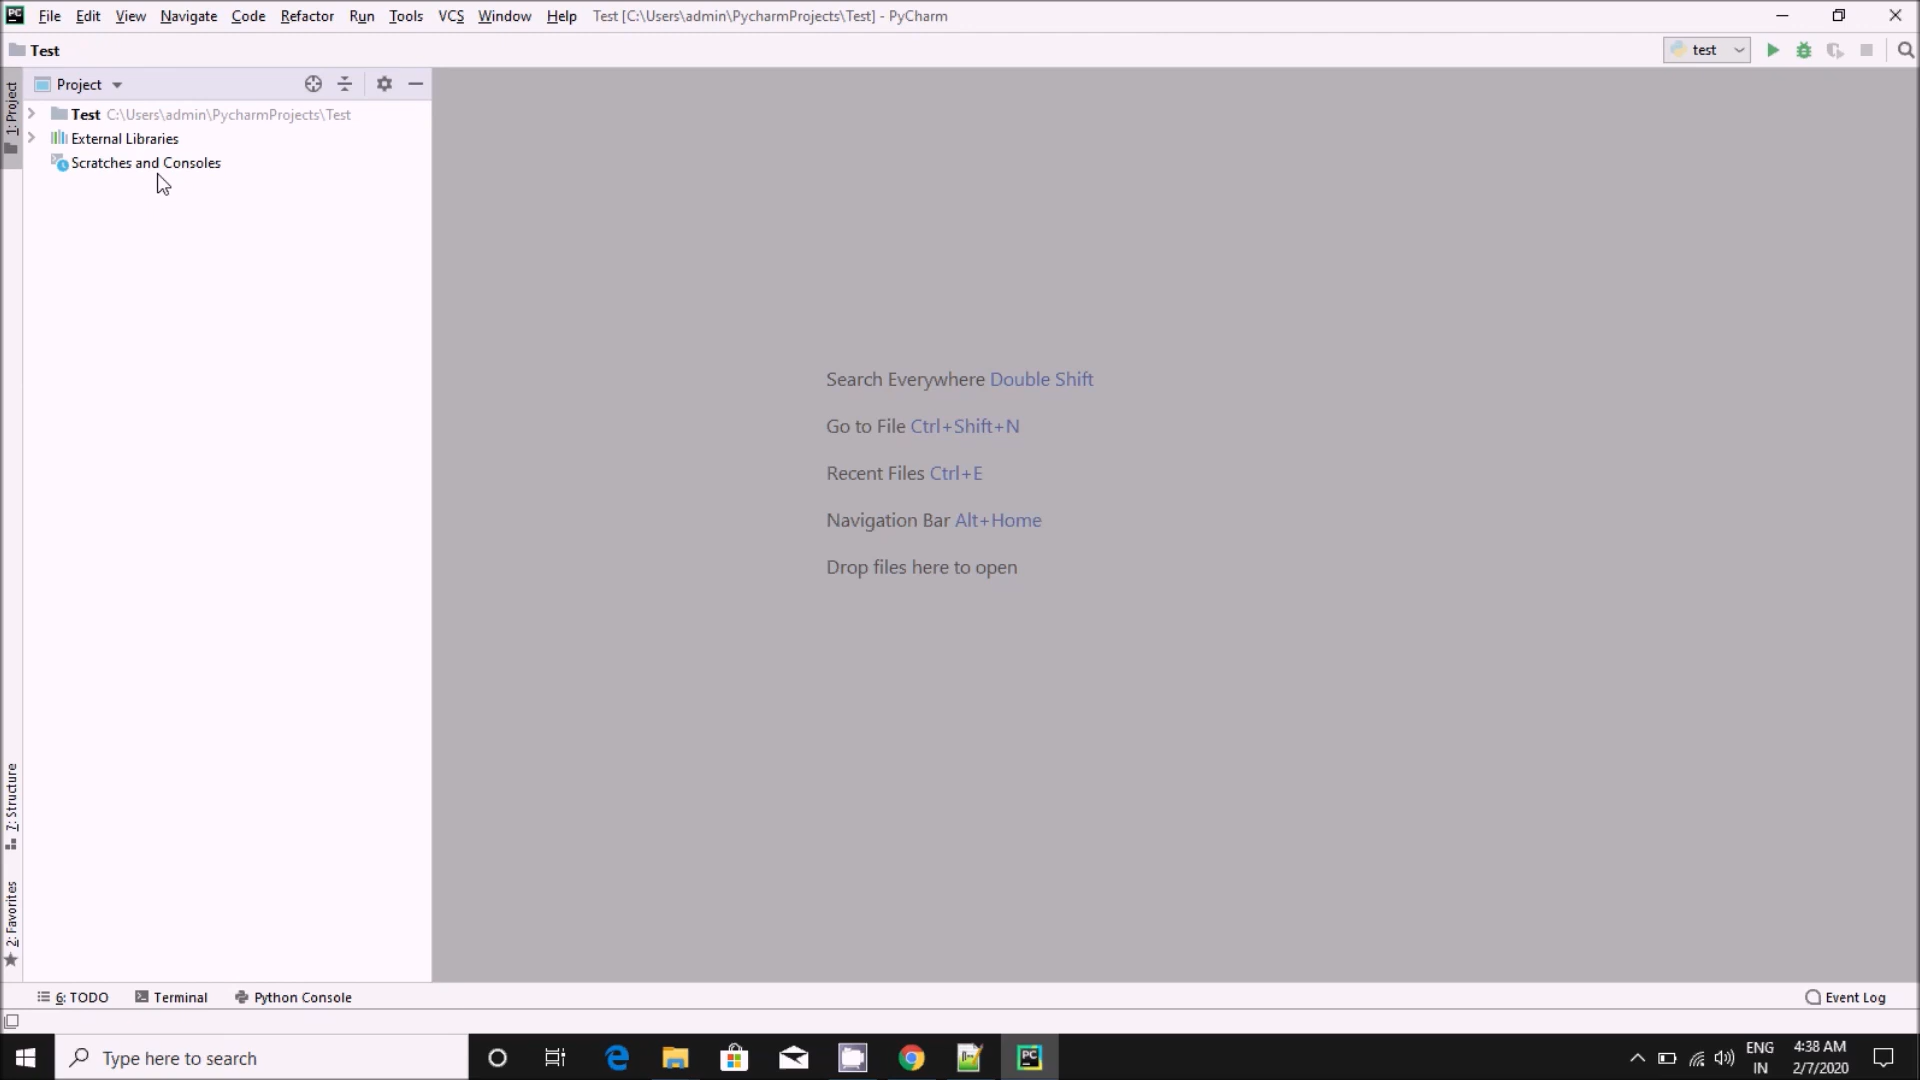 PC File Edit View Navigate Code Refactor Run Tools VCS Window Help Test [C:\Users\admin\PycharmProjects\Test] - PyCharm
Test
test
1: Project
Project
Test C:\Users\admin\PycharmProjects\Test
External Libraries
Scratches and Consoles
Search Everywhere Double Shift
Go to File Ctrl+Shift+N
Recent Files Ctrl+E
Navigation Bar Alt+Home
Drop files here to open
7: Structure
2: Favorites
6: TODO Terminal Python Console Event Log
Type here to search
PC
ENG
IN
4:38 AM
2/7/2020